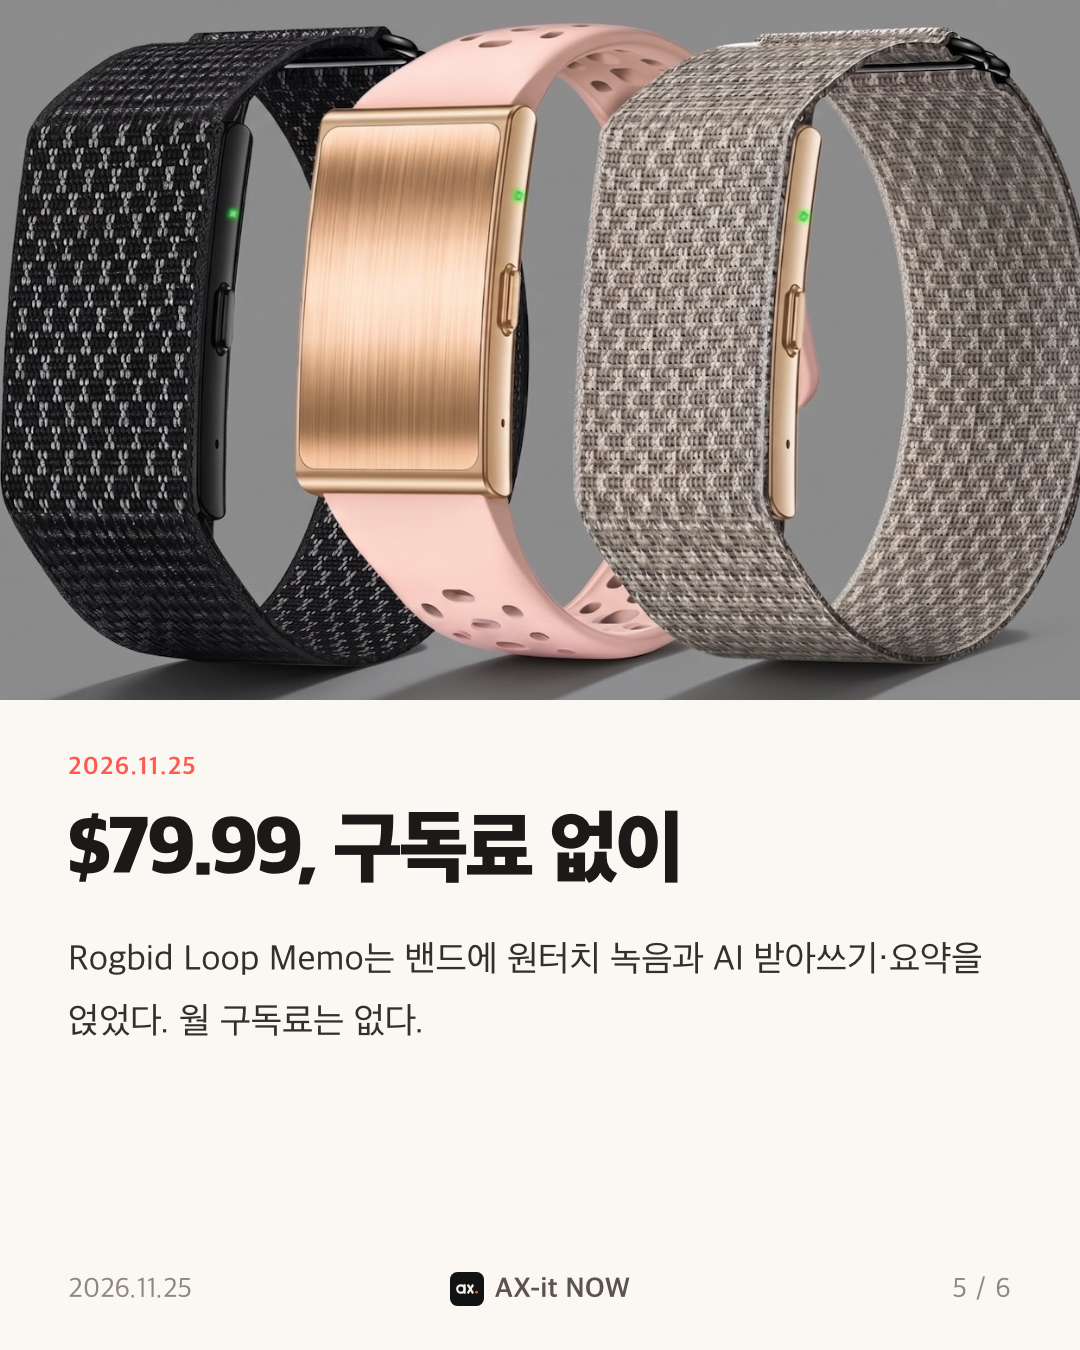 2026.11.25
$79.99, 구독료 없이
Rogbid Loop Memo는 밴드에 원터치 녹음과 AI 받아쓰기·요약을
얹었다. 월 구독료는 없다.
2026.11.25
ax. AX-it NOW
5 / 6